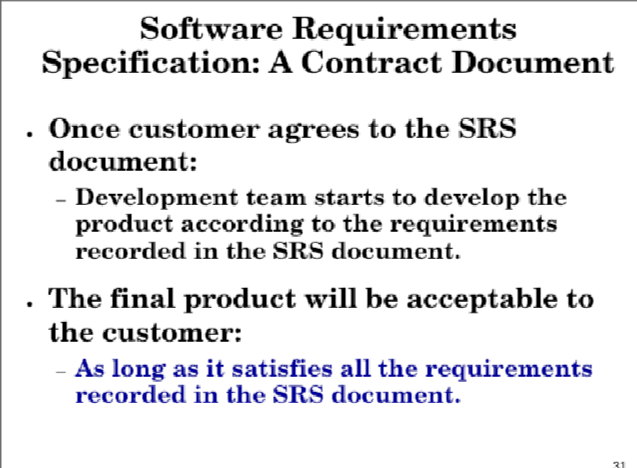 Software Requirements
Specification: A Contract Document
• Once customer agrees to the SRS
document:
– Development team starts to develop the
product according to the requirements
recorded in the SRS document.
• The final product will be acceptable to
the customer:
– As long as it satisfies all the requirements
recorded in the SRS document.
31